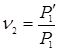 ν₂ = P₁′ / P₁